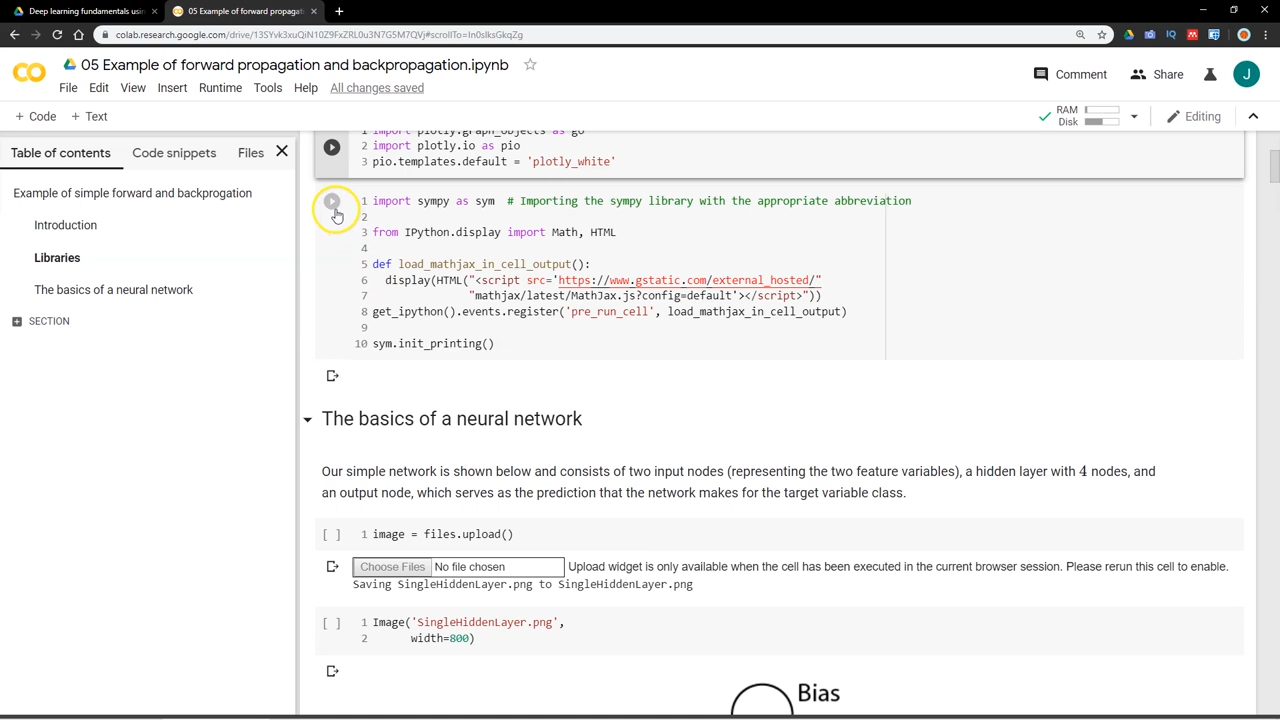 Deep learning fundamentals usin
05 Example of forward propagati
colab.research.google.com/drive/13SYvk3xuQiN10Z9FxZRL0u3N7G5M7QVj#scrollTo=In0slksGkqZg
05 Example of forward propagation and backpropagation.ipynb
Comment
Share
J
File Edit View Insert Runtime Tools Help All changes saved
+ Code + Text
RAM
Disk
Editing
Table of contents Code snippets Files
Example of simple forward and backprogation
Introduction
Libraries
The basics of a neural network
SECTION
1 import plotly.graph_objects as go
2 import plotly.io as pio
3 pio.templates.default = 'plotly_white'
1 import sympy as sym # Importing the sympy library with the appropriate abbreviation
2
3 from IPython.display import Math, HTML
4
5 def load_mathjax_in_cell_output():
6 display(HTML("<script src='https://www.gstatic.com/external_hosted/"
7 "mathjax/latest/MathJax.js?config=default'></script>"))
8 get_ipython().events.register('pre_run_cell', load_mathjax_in_cell_output)
9
10 sym.init_printing()
The basics of a neural network
Our simple network is shown below and consists of two input nodes (representing the two feature variables), a hidden layer with 4 nodes, and
an output node, which serves as the prediction that the network makes for the target variable class.
[ ] 1 image = files.upload()
Choose Files No file chosen Upload widget is only available when the cell has been executed in the current browser session. Please rerun this cell to enable.
Saving SingleHiddenLayer.png to SingleHiddenLayer.png
[ ] 1 Image('SingleHiddenLayer.png',
2 width=800)
Bias